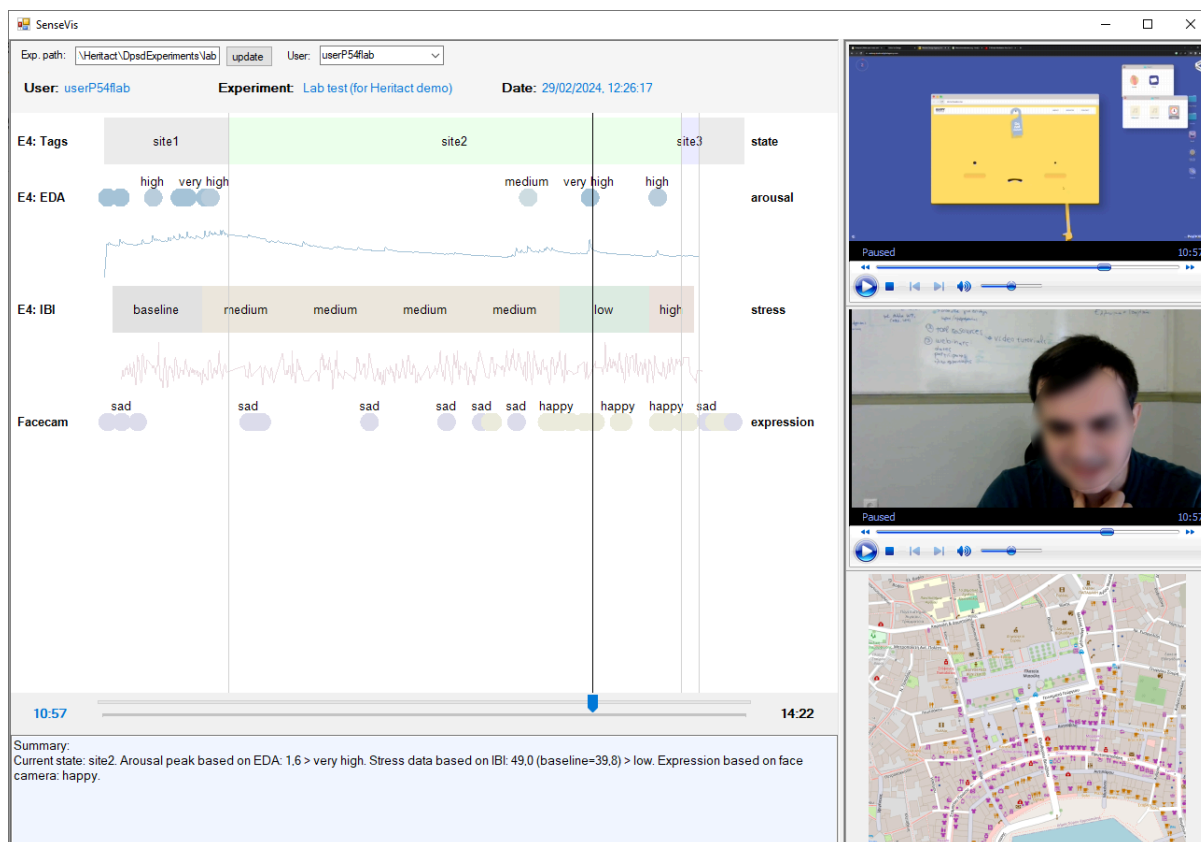 SenseVis
Exp. path: \Heritact\DpsdExperiments\lab update User: userP54flab
User: userP54flab Experiment: Lab test (for Heritact demo) Date: 29/02/2024, 12:26:17
E4: Tags site1 site2 site3 state
high very high medium very high high
E4: EDA arousal
E4: IBI baseline medium medium medium medium low high stress
sad sad sad sad sad sad happy happy happy sad
Facecam expression
10:57 14:22
Summary:
Current state: site2. Arousal peak based on EDA: 1,6 > very high. Stress data based on IBI: 49,0 (baseline=39,8) > low. Expression based on face
camera: happy.
Paused 10:57
video tutorials
Paused 10:57